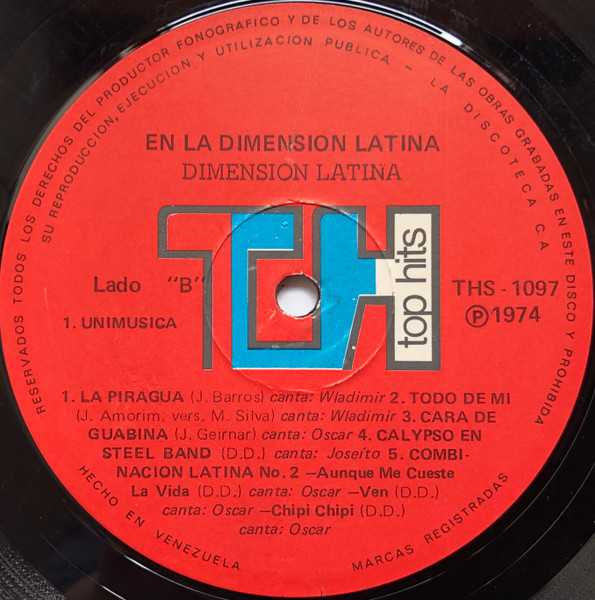 RESERVADOS TODOS LOS DERECHOS DEL PRODUCTOR FONOGRAFICO Y DE LOS AUTORES DE LAS OBRAS GRABADAS EN ESTE DISCO Y PROHIBIDA
SU REPRODUCCION, EJECUCION Y UTILIZACION PUBLICA – LA DISCOTECA C.A
EN LA DIMENSION LATINA
DIMENSION LATINA
TH
top hits
Lado "B"
THS - 1097
1. UNIMUSICA
Ⓟ1974
1. LA PIRAGUA (J. Barros) canta: Wladimir 2. TODO DE MI
(J. Amorim, vers. M. Silva) canta: Wladimir 3. CARA DE
GUABINA (J. Geirnar) canta: Oscar 4. CALYPSO EN
STEEL BAND (D.D.) canta: Joseíto 5. COMBI-
NACION LATINA No. 2 —Aunque Me Cueste
La Vida (D.D.) canta: Oscar —Ven (D.D.)
canta: Oscar —Chipi Chipi (D.D.)
canta: Oscar
HECHO EN VENEZUELA
MARCAS REGISTRADAS